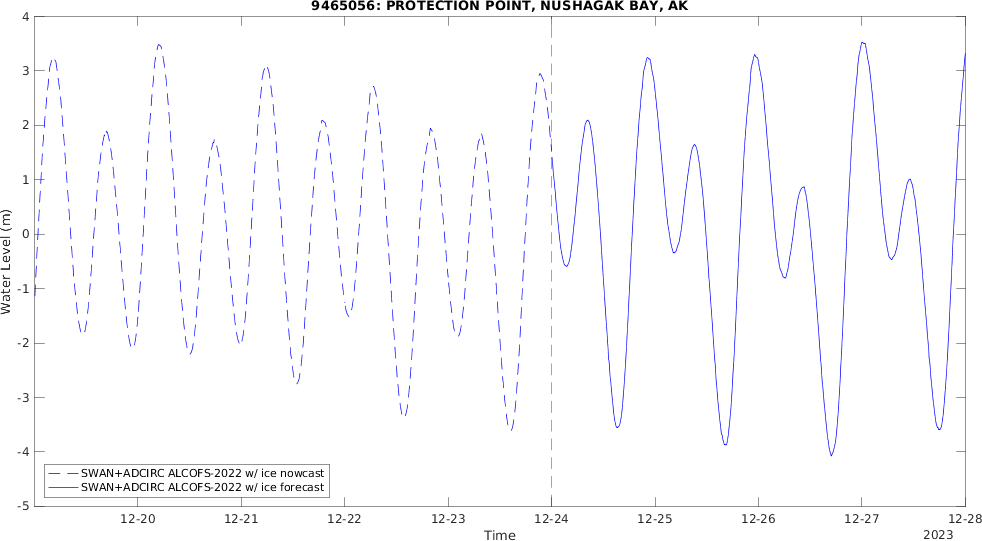 9465056: PROTECTION POINT, NUSHAGAK BAY, AK
4
3
2
1
0
-1
-2
-3
-4
-5
Water Level (m)
SWAN+ADCIRC ALCOFS-2022 w/ ice nowcast
SWAN+ADCIRC ALCOFS-2022 w/ ice forecast
12-20 12-21 12-22 12-23 12-24 12-25 12-26 12-27 12-28
Time
2023